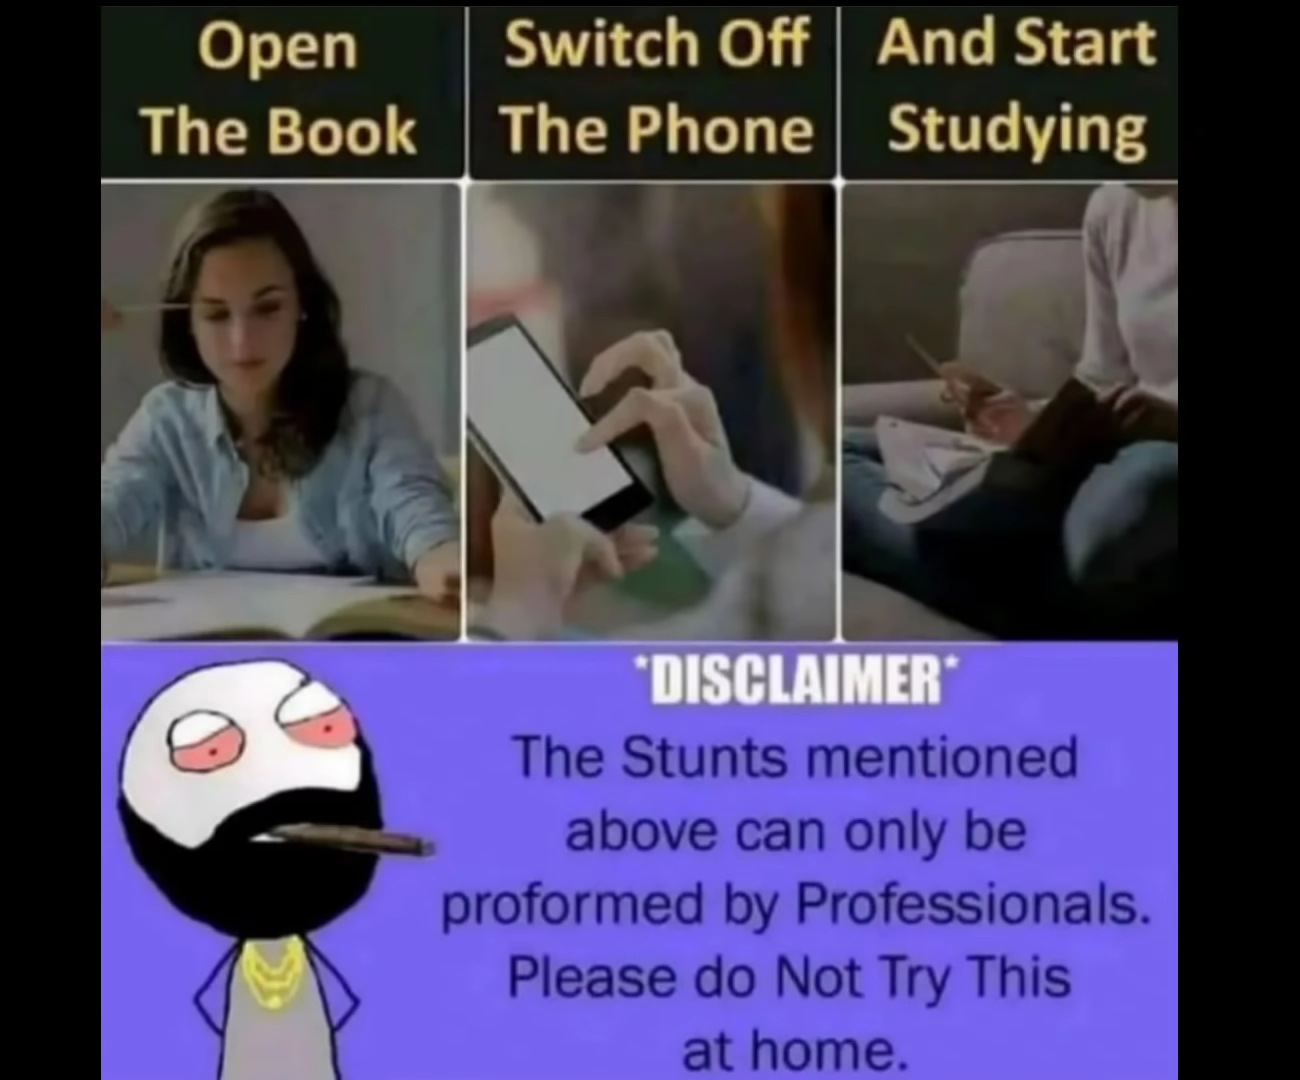 Open
The Book
Switch Off
The Phone
And Start
Studying
*DISCLAIMER*
The Stunts mentioned
above can only be
proformed by Professionals.
Please do Not Try This
at home.